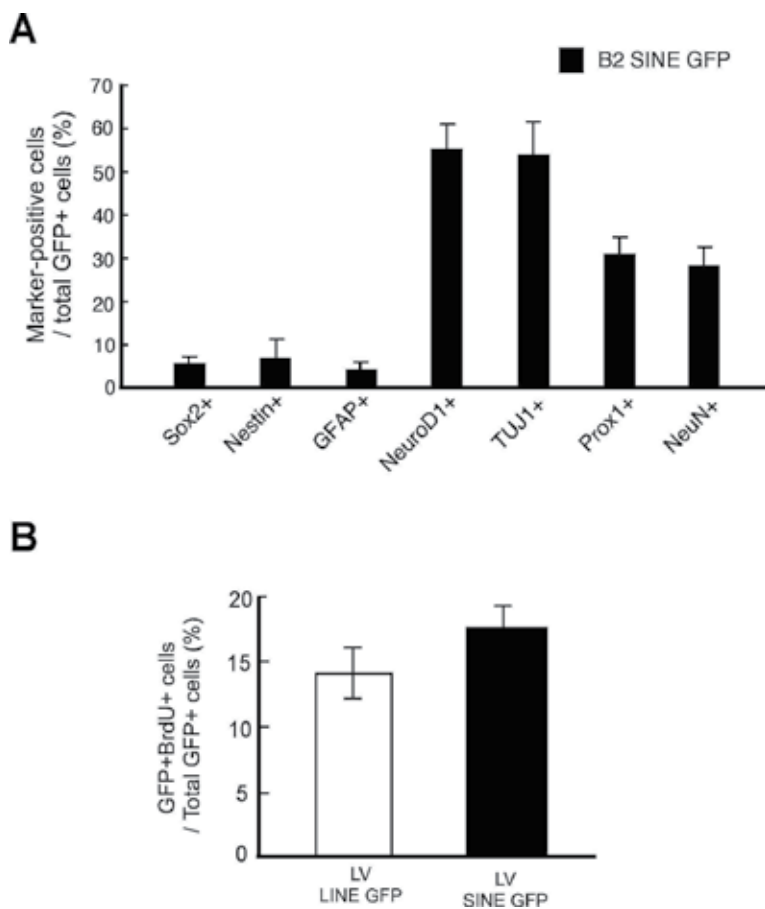 A
B2 SINE GFP
Marker-positive cells
/ total GFP+ cells (%)
70
60
50
40
30
20
10
0
Sox2+
Nestin+
GFAP+
NeuroD1+
TUJ1+
Prox1+
NeuN+
B
GFP+BrdU+ cells
/ Total GFP+ cells (%)
20
15
10
5
0
LV
LINE GFP
LV
SINE GFP